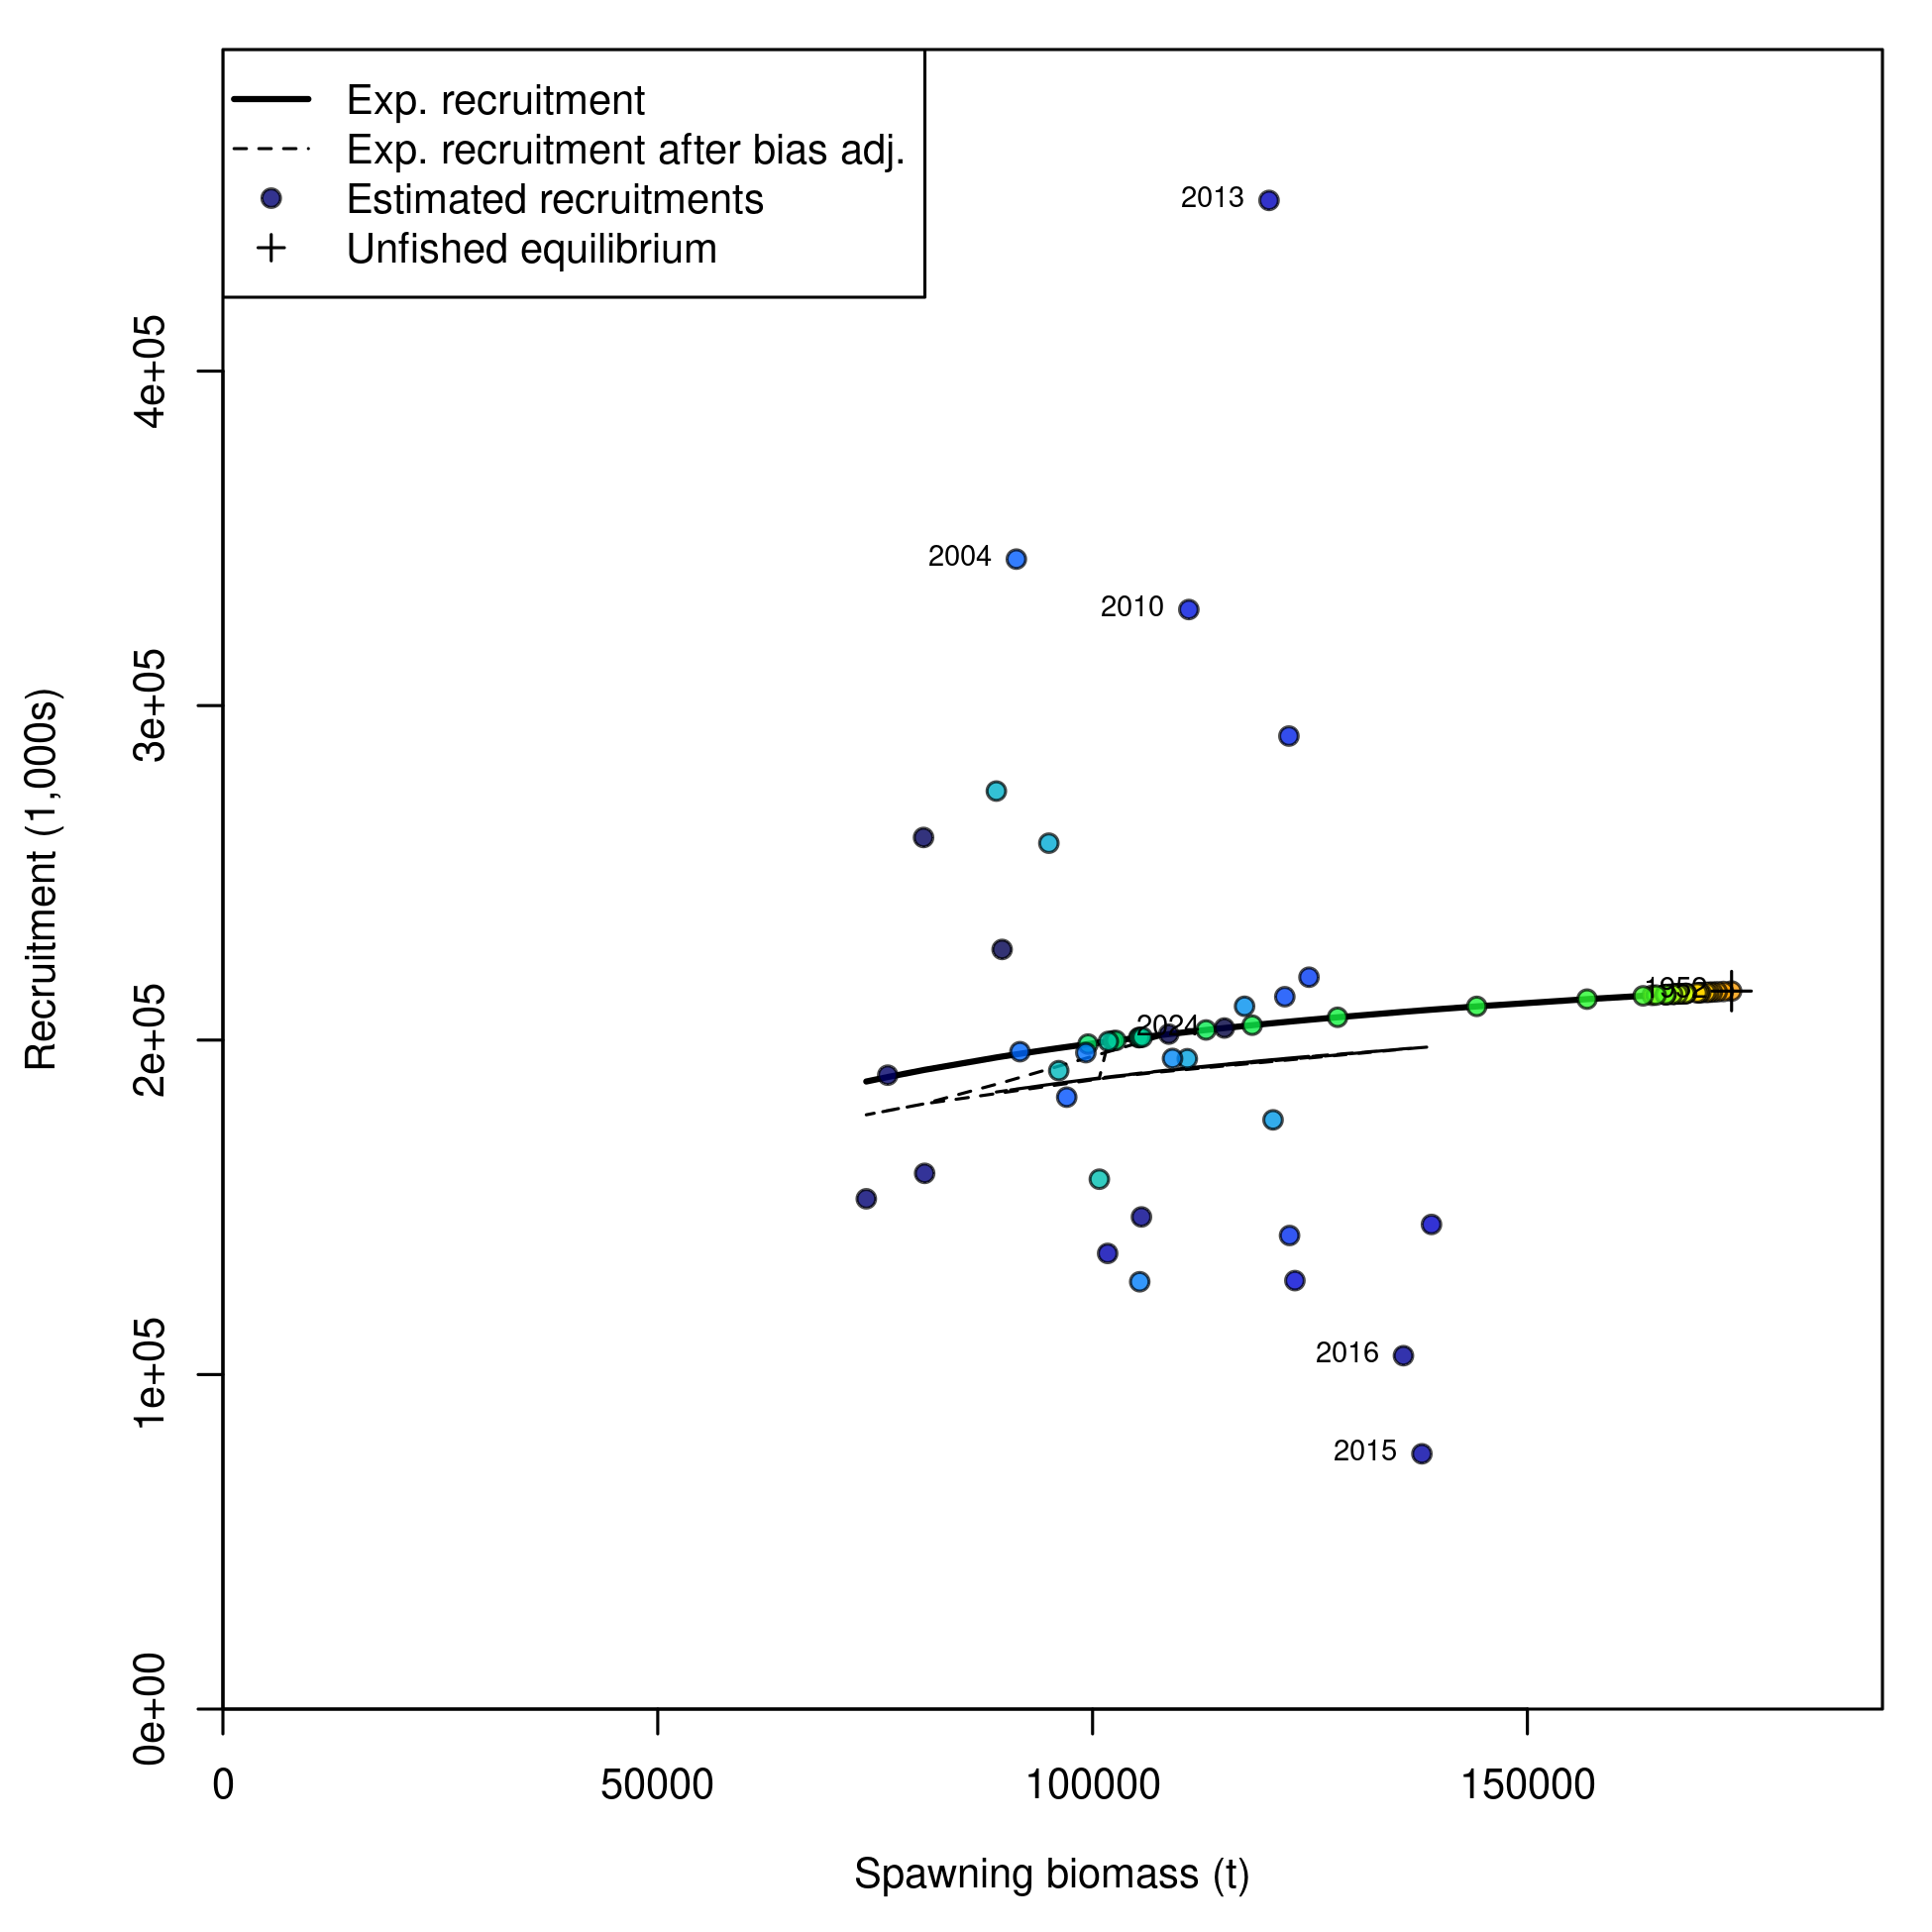 Exp. recruitment
Exp. recruitment after bias adj.
Estimated recruitments
Unfished equilibrium
2013
4e+05
2004
2010
3e+05
Recruitment (1,000s)
1952
2024
2e+05
2016
1e+05
2015
0e+00
0 50000 100000 150000
Spawning biomass (t)